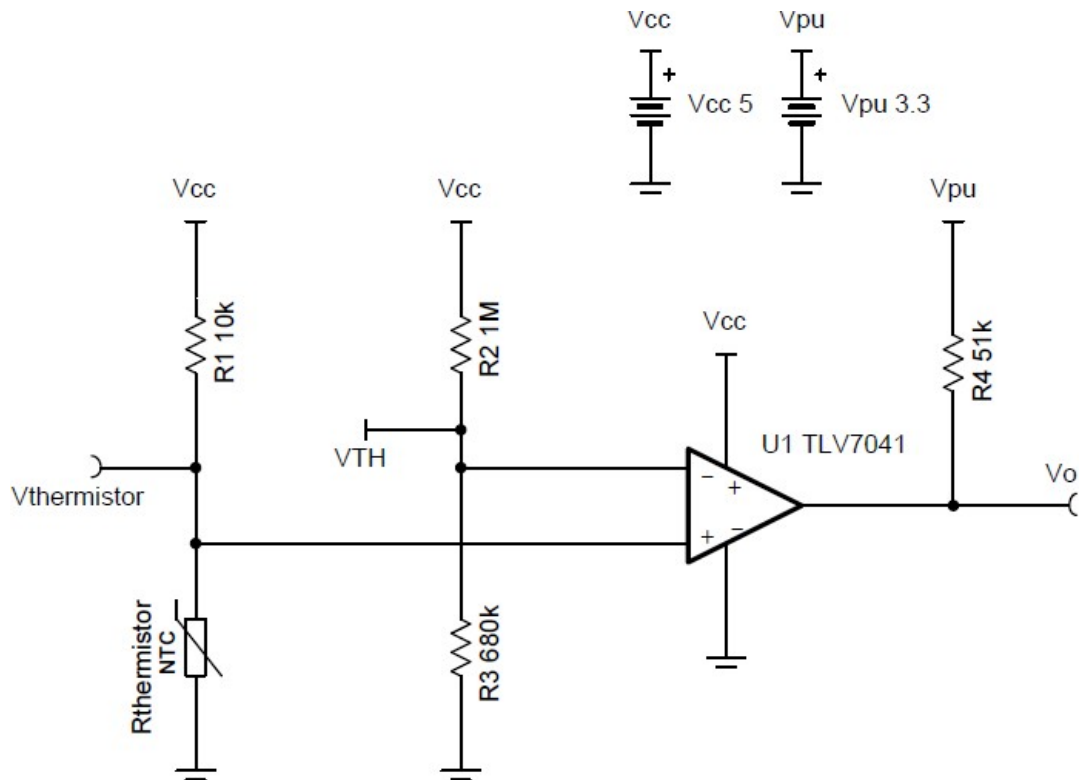 Vcc
Vpu
+
+
Vcc 5
Vpu 3.3
Vcc
Vcc
Vpu
R1 10k
R2 1M
Vcc
R4 51k
VTH
U1 TLV7041
Vthermistor
− +
+ −
Vo
Rthermistor
NTC
R3 680k